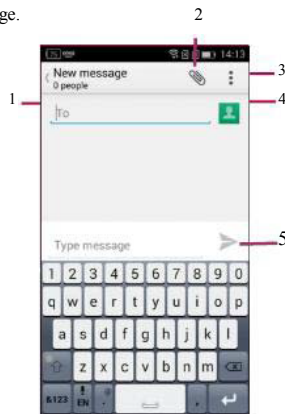 ge.
2
14:13
New message
0 people
3
1
4
To
Type message
5
1 2 3 4 5 6 7 8 9 0
q w e r t y u i o p
a s d f g h j k l
z x c v b n m
&123 EN . ,